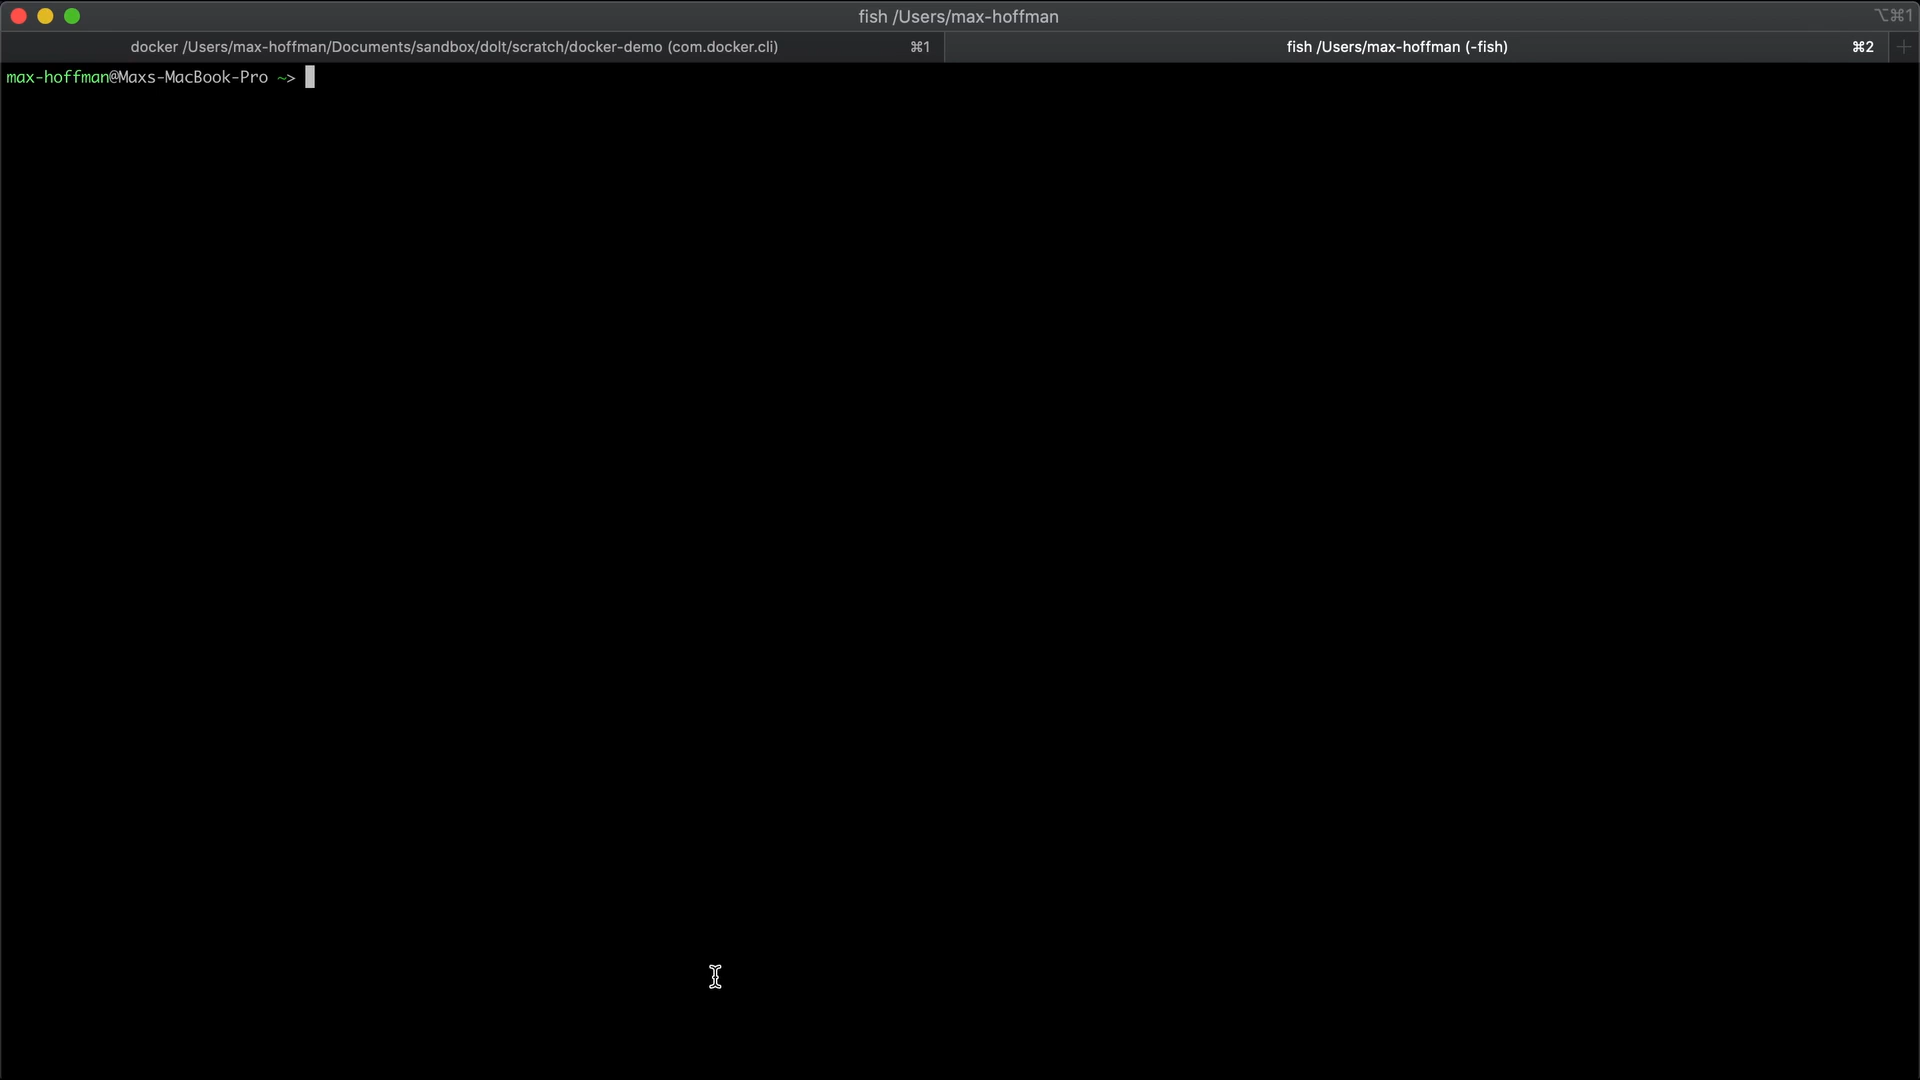 fish /Users/max-hoffman
⌥⌘1
docker /Users/max-hoffman/Documents/sandbox/dolt/scratch/docker-demo (com.docker.cli) ⌘1
fish /Users/max-hoffman (-fish) ⌘2
max-hoffman@Maxs-MacBook-Pro ~>